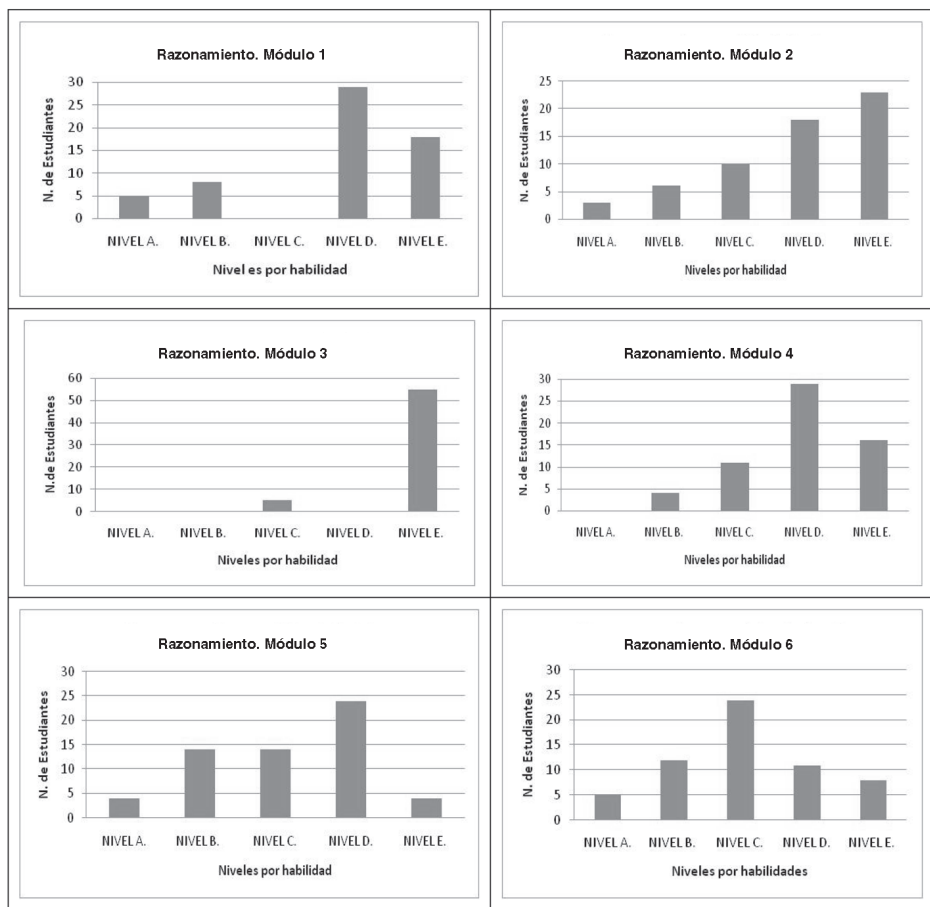 Razonamiento. Módulo 1
N. de Estudiantes
30
25
20
15
10
5
0
NIVEL A. NIVEL B. NIVEL C. NIVEL D. NIVEL E.
Nivel es por habilidad
Razonamiento. Módulo 2
N. de Estudiantes
25
20
15
10
5
0
NIVEL A. NIVEL B. NIVEL C. NIVEL D. NIVEL E.
Niveles por habilidad
Razonamiento. Módulo 3
N.de Estudiantes
60
50
40
30
20
10
0
NIVEL A. NIVEL B. NIVEL C. NIVEL D. NIVEL E.
Niveles por habilidad
Razonamiento. Módulo 4
N. de Estudiantes
30
25
20
15
10
5
0
NIVEL A. NIVEL B. NIVEL C. NIVEL D. NIVEL E.
Niveles por habilidad
Razonamiento. Módulo 5
N. de Estudiantes
30
25
20
15
10
5
0
NIVEL A. NIVEL B. NIVEL C. NIVEL D. NIVEL E.
Niveles por habilidad
Razonamiento. Módulo 6
N. de Estudiantes
30
25
20
15
10
5
0
NIVEL A. NIVEL B. NIVEL C. NIVEL D. NIVEL E.
Niveles por habilidades